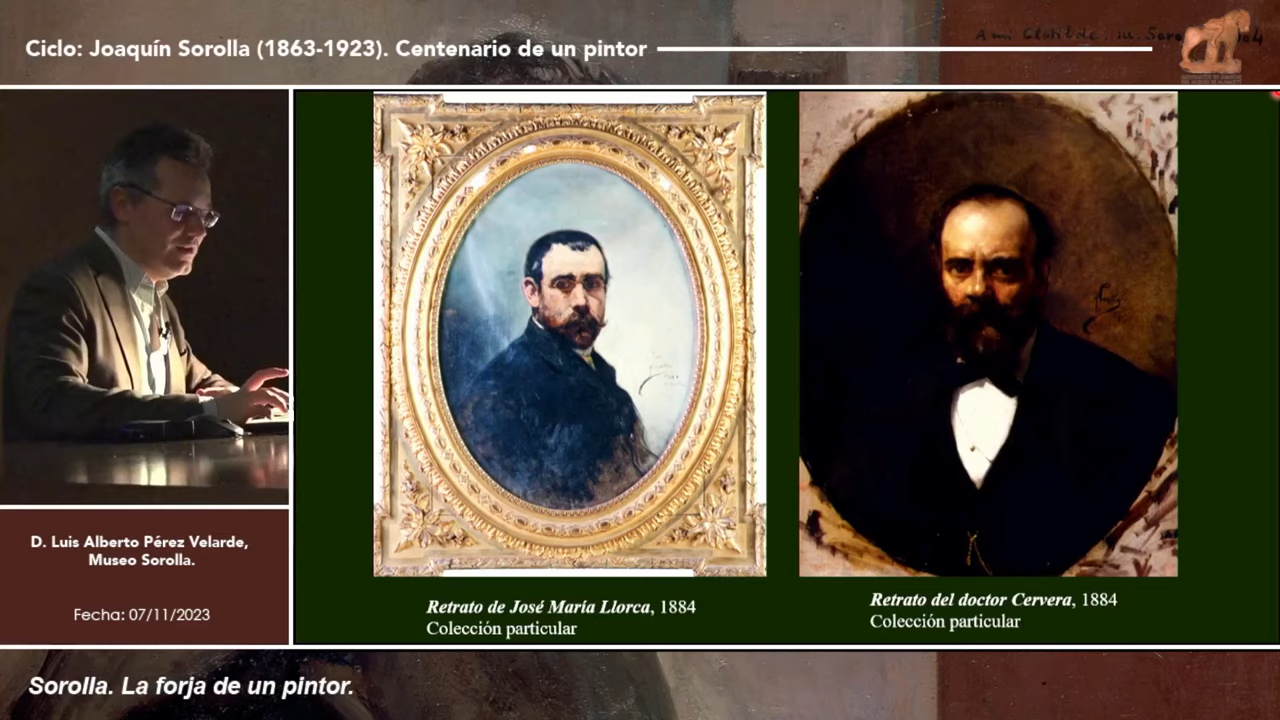 Ciclo: Joaquín Sorolla (1863-1923). Centenario de un pintor
A mi Clotilde
D. Luis Alberto Pérez Velarde,
Museo Sorolla.
Fecha: 07/11/2023
Retrato de José María Llorca, 1884
Colección particular
Retrato del doctor Cervera, 1884
Colección particular
Sorolla. La forja de un pintor.